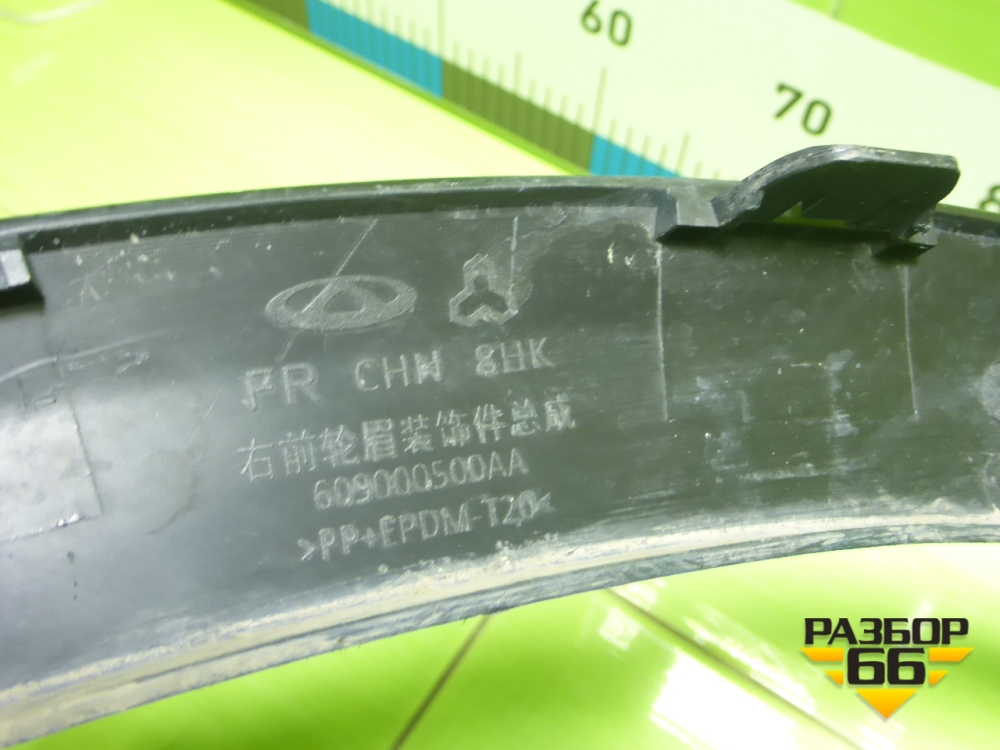 60
70
8
FR CHN 8HK
右前轮眉装饰件总成
609000500AA
>PP+EPDM-T20<
РАЗБОР
66